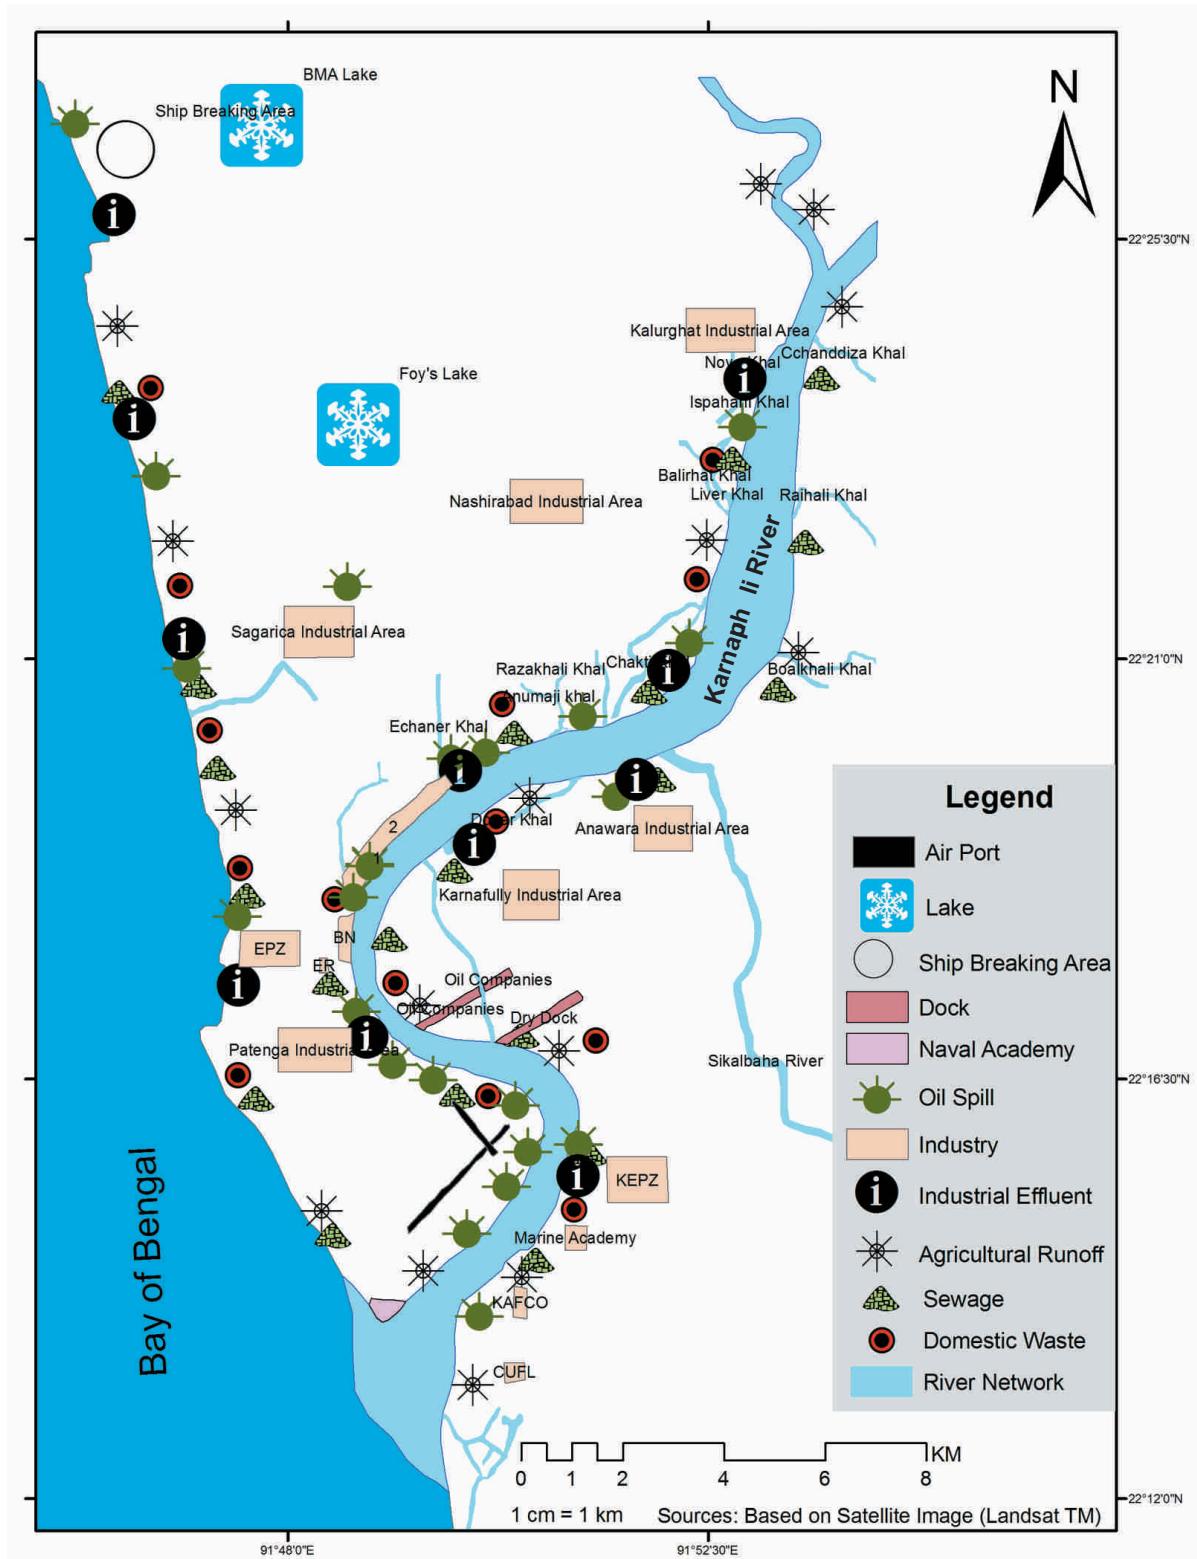 BMA Lake
Ship Breaking Area
N
22°25'30"N
Kalurghat Industrial Area
Cchanddiza Khal
Foy's Lake
Ispahani Khal
Balirhat Khal
Liver Khal
Raihali Khal
Nashirabad Industrial Area
Karnaph li River
Sagarica Industrial Area
22°21'0"N
Razakhali Khal
Boalkhali Khal
Anumaji khal
Echaner Khal
2
1
Khal
Anawara Industrial Area
Karnafully Industrial Area
BN
EPZ
ER
Oil Companies
Oil Companies
Dry Dock
Patenga Industrial Area
Sikalbaha River
22°16'30"N
KEPZ
Marine Academy
KAFCO
CUFL
Bay of Bengal
Legend
Air Port
Lake
Ship Breaking Area
Dock
Naval Academy
Oil Spill
Industry
i Industrial Effluent
Agricultural Runoff
Sewage
Domestic Waste
River Network
KM
0 1 2 4 6 8
1 cm = 1 km
Sources: Based on Satellite Image (Landsat TM)
22°12'0"N
91°48'0"E
91°52'30"E